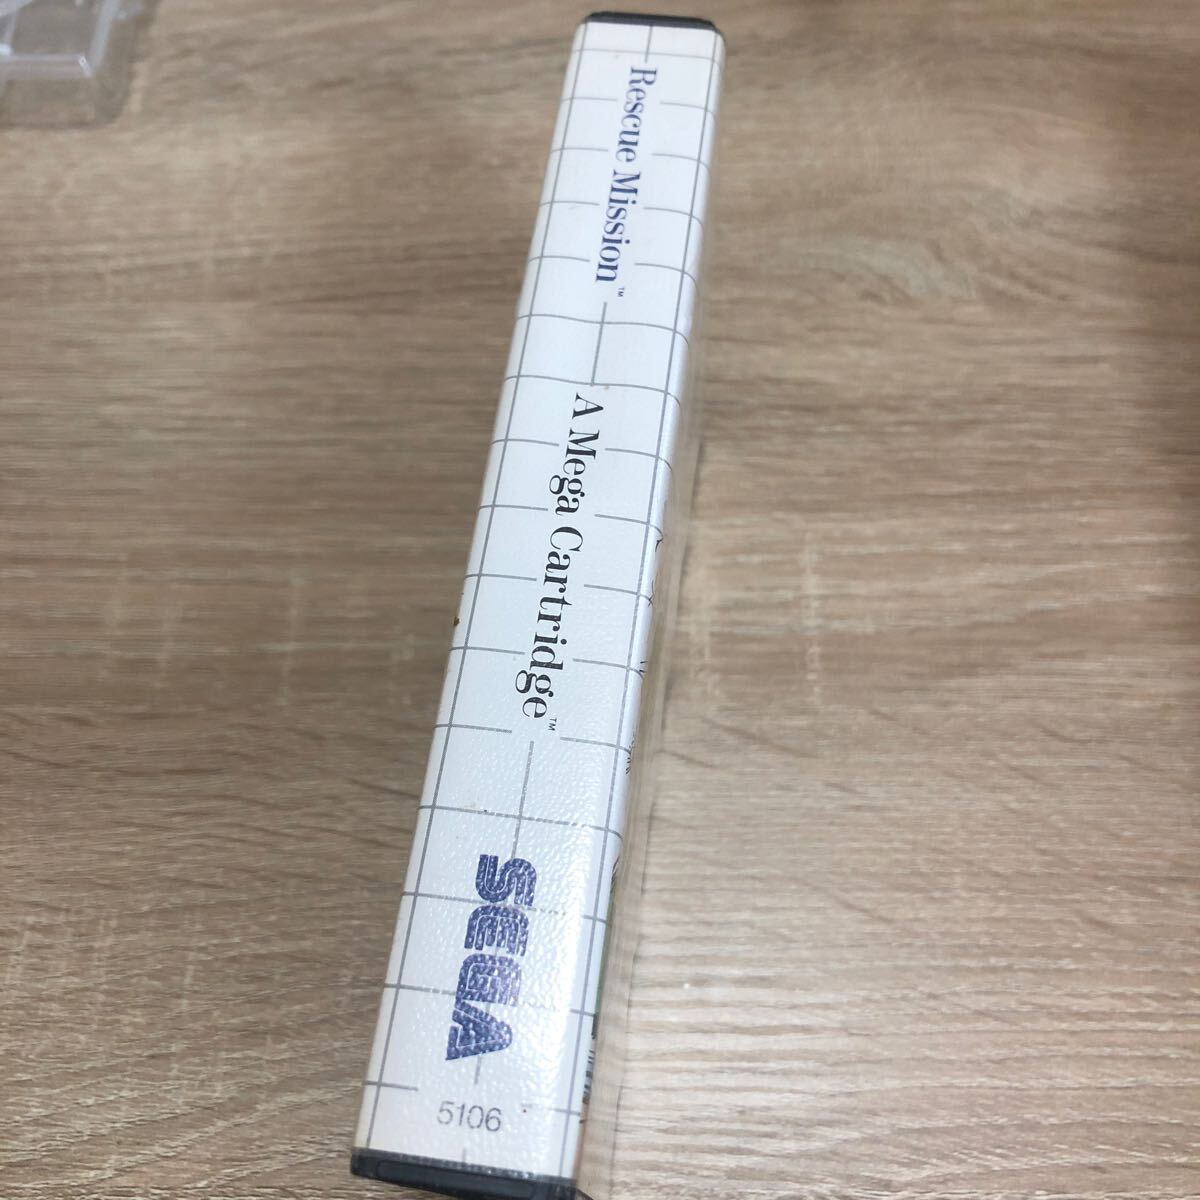 Rescue Mission™
A Mega Cartridge™
SEGA
5106